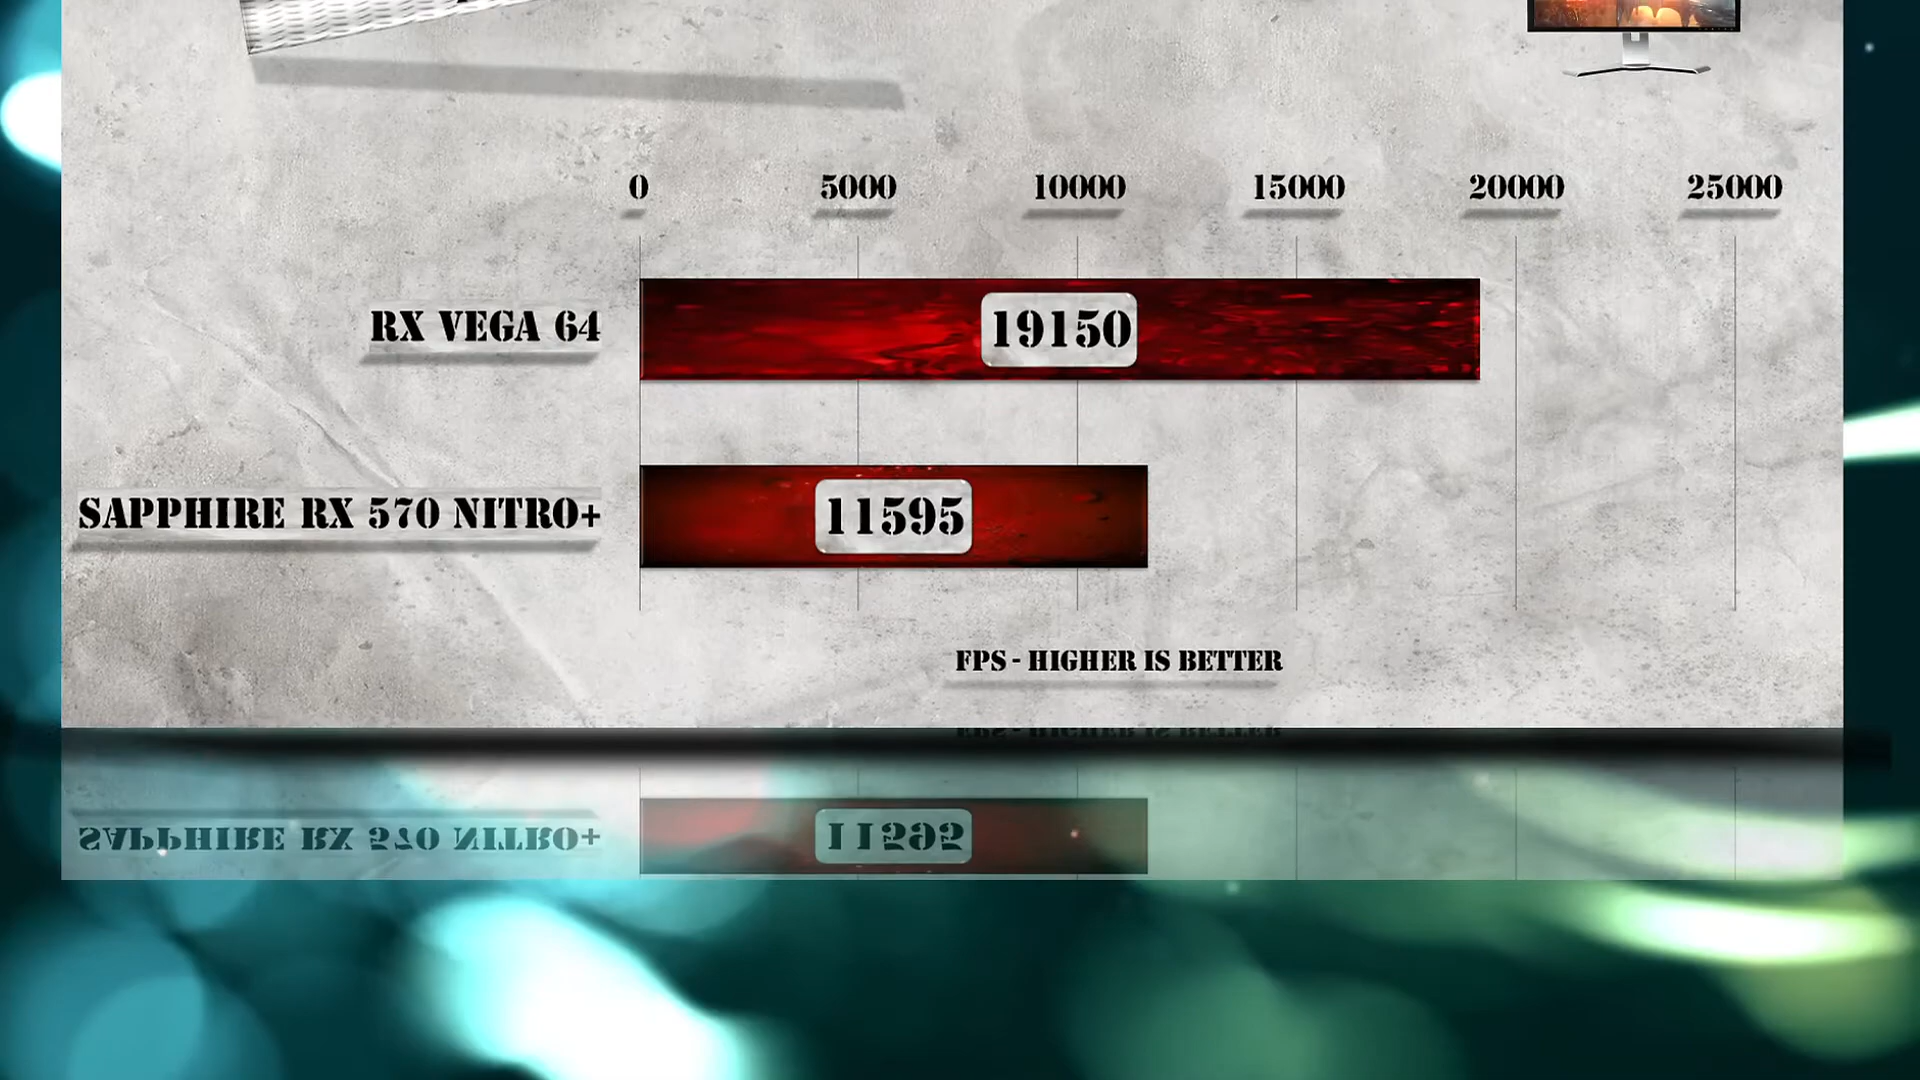 0 5000 10000 15000 20000 25000
RX VEGA 64 19150
SAPPHIRE RX 570 NITRO+ 11595
FPS - HIGHER IS BETTER